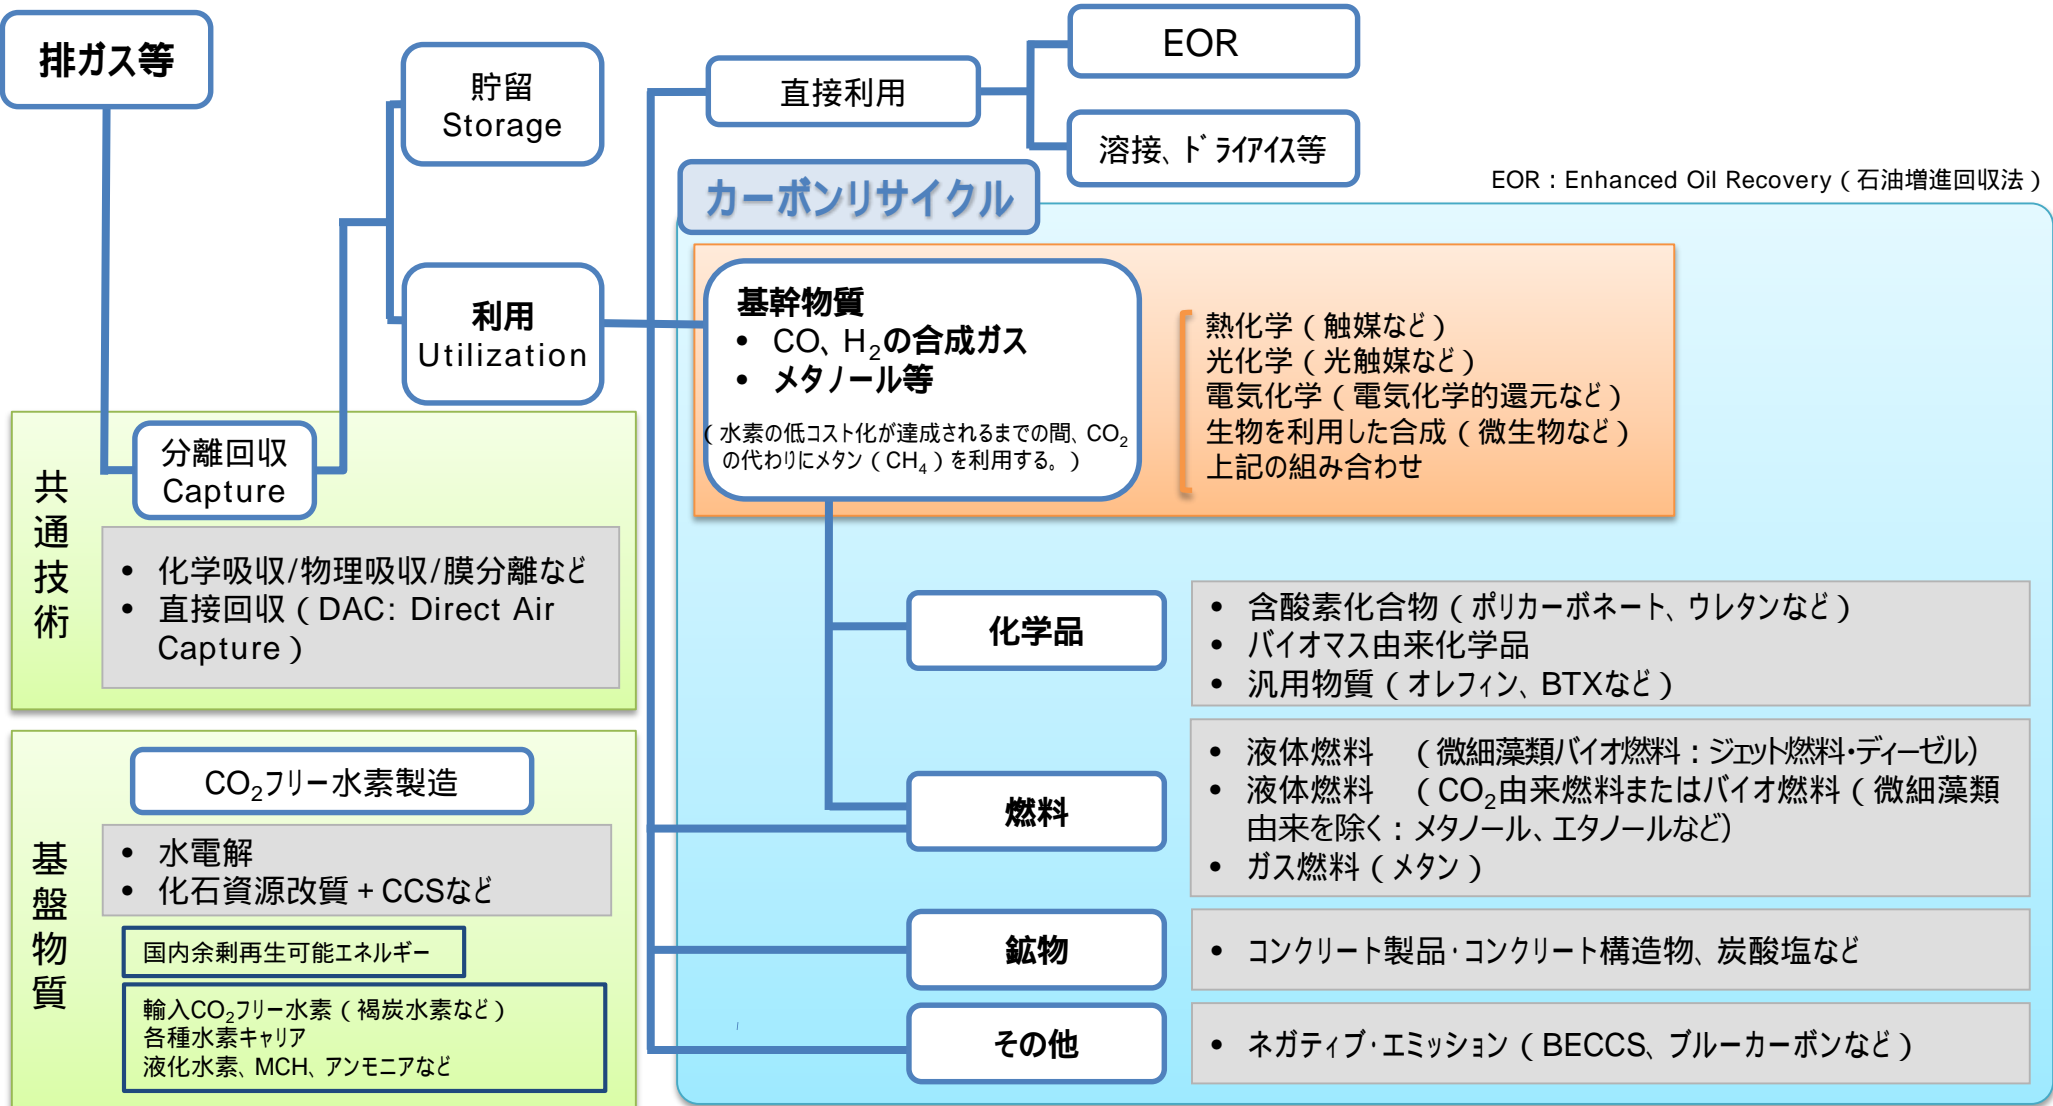 排ガス等
貯留
Storage
利用
Utilization
直接利用
EOR
溶接、ドライアイス等
EOR：Enhanced Oil Recovery（石油増進回収法）
カーボンリサイクル
基幹物質
• CO、H₂の合成ガス
• メタノール等
（水素の低コスト化が達成されるまでの間、CO₂
の代わりにメタン（CH₄）を利用する。）
熱化学（触媒など）
光化学（光触媒など）
電気化学（電気化学的還元など）
生物を利用した合成（微生物など）
上記の組み合わせ
共通技術
分離回収
Capture
• 化学吸収/物理吸収/膜分離など
• 直接回収（DAC: Direct Air
Capture）
基盤物質
CO₂フリー水素製造
• 水電解
• 化石資源改質＋CCSなど
国内余剰再生可能エネルギー
輸入CO₂フリー水素（褐炭水素など）
各種水素キャリア
液化水素、MCH、アンモニアなど
化学品
• 含酸素化合物（ポリカーボネート、ウレタンなど）
• バイオマス由来化学品
• 汎用物質（オレフィン、BTXなど）
燃料
• 液体燃料　（微細藻類バイオ燃料：ジェット燃料・ディーゼル）
• 液体燃料　（CO₂由来燃料またはバイオ燃料（微細藻類
由来を除く：メタノール、エタノールなど）
• ガス燃料（メタン）
鉱物
• コンクリート製品・コンクリート構造物、炭酸塩など
その他
• ネガティブ・エミッション（BECCS、ブルーカーボンなど）